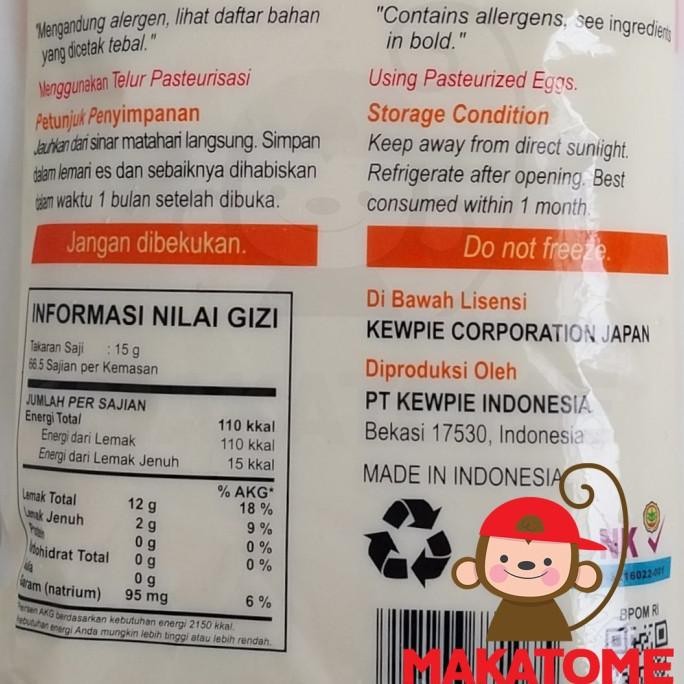 "Mengandung alergen, lihat daftar bahan
yang dicetak tebal."
Menggunakan Telur Pasteurisasi
Petunjuk Penyimpanan
Jauhkan dari sinar matahari langsung. Simpan
dalam lemari es dan sebaiknya dihabiskan
dalam waktu 1 bulan setelah dibuka.
Jangan dibekukan.
INFORMASI NILAI GIZI
Takaran Saji : 15 g
66.5 Sajian per Kemasan
JUMLAH PER SAJIAN
Energi Total 110 kkal
Energi dari Lemak 110 kkal
Energi dari Lemak Jenuh 15 kkal
% AKG*
Lemak Total 12 g 18 %
Lemak Jenuh 2 g 9 %
Protein 0 g 0 %
Karbohidrat Total 0 g 0 %
Gula 0 g
Garam (natrium) 95 mg 6 %
*Persen AKG berdasarkan kebutuhan energi 2150 kkal.
Kebutuhan energi Anda mungkin lebih tinggi atau lebih rendah.
"Contains allergens, see ingredients
in bold."
Using Pasteurized Eggs.
Storage Condition
Keep away from direct sunlight.
Refrigerate after opening. Best
consumed within 1 month.
Do not freeze.
Di Bawah Lisensi
KEWPIE CORPORATION JAPAN
Diproduksi Oleh
PT KEWPIE INDONESIA
Bekasi 17530, Indonesia
MADE IN INDONESIA
BPOM RI
MAKATOME